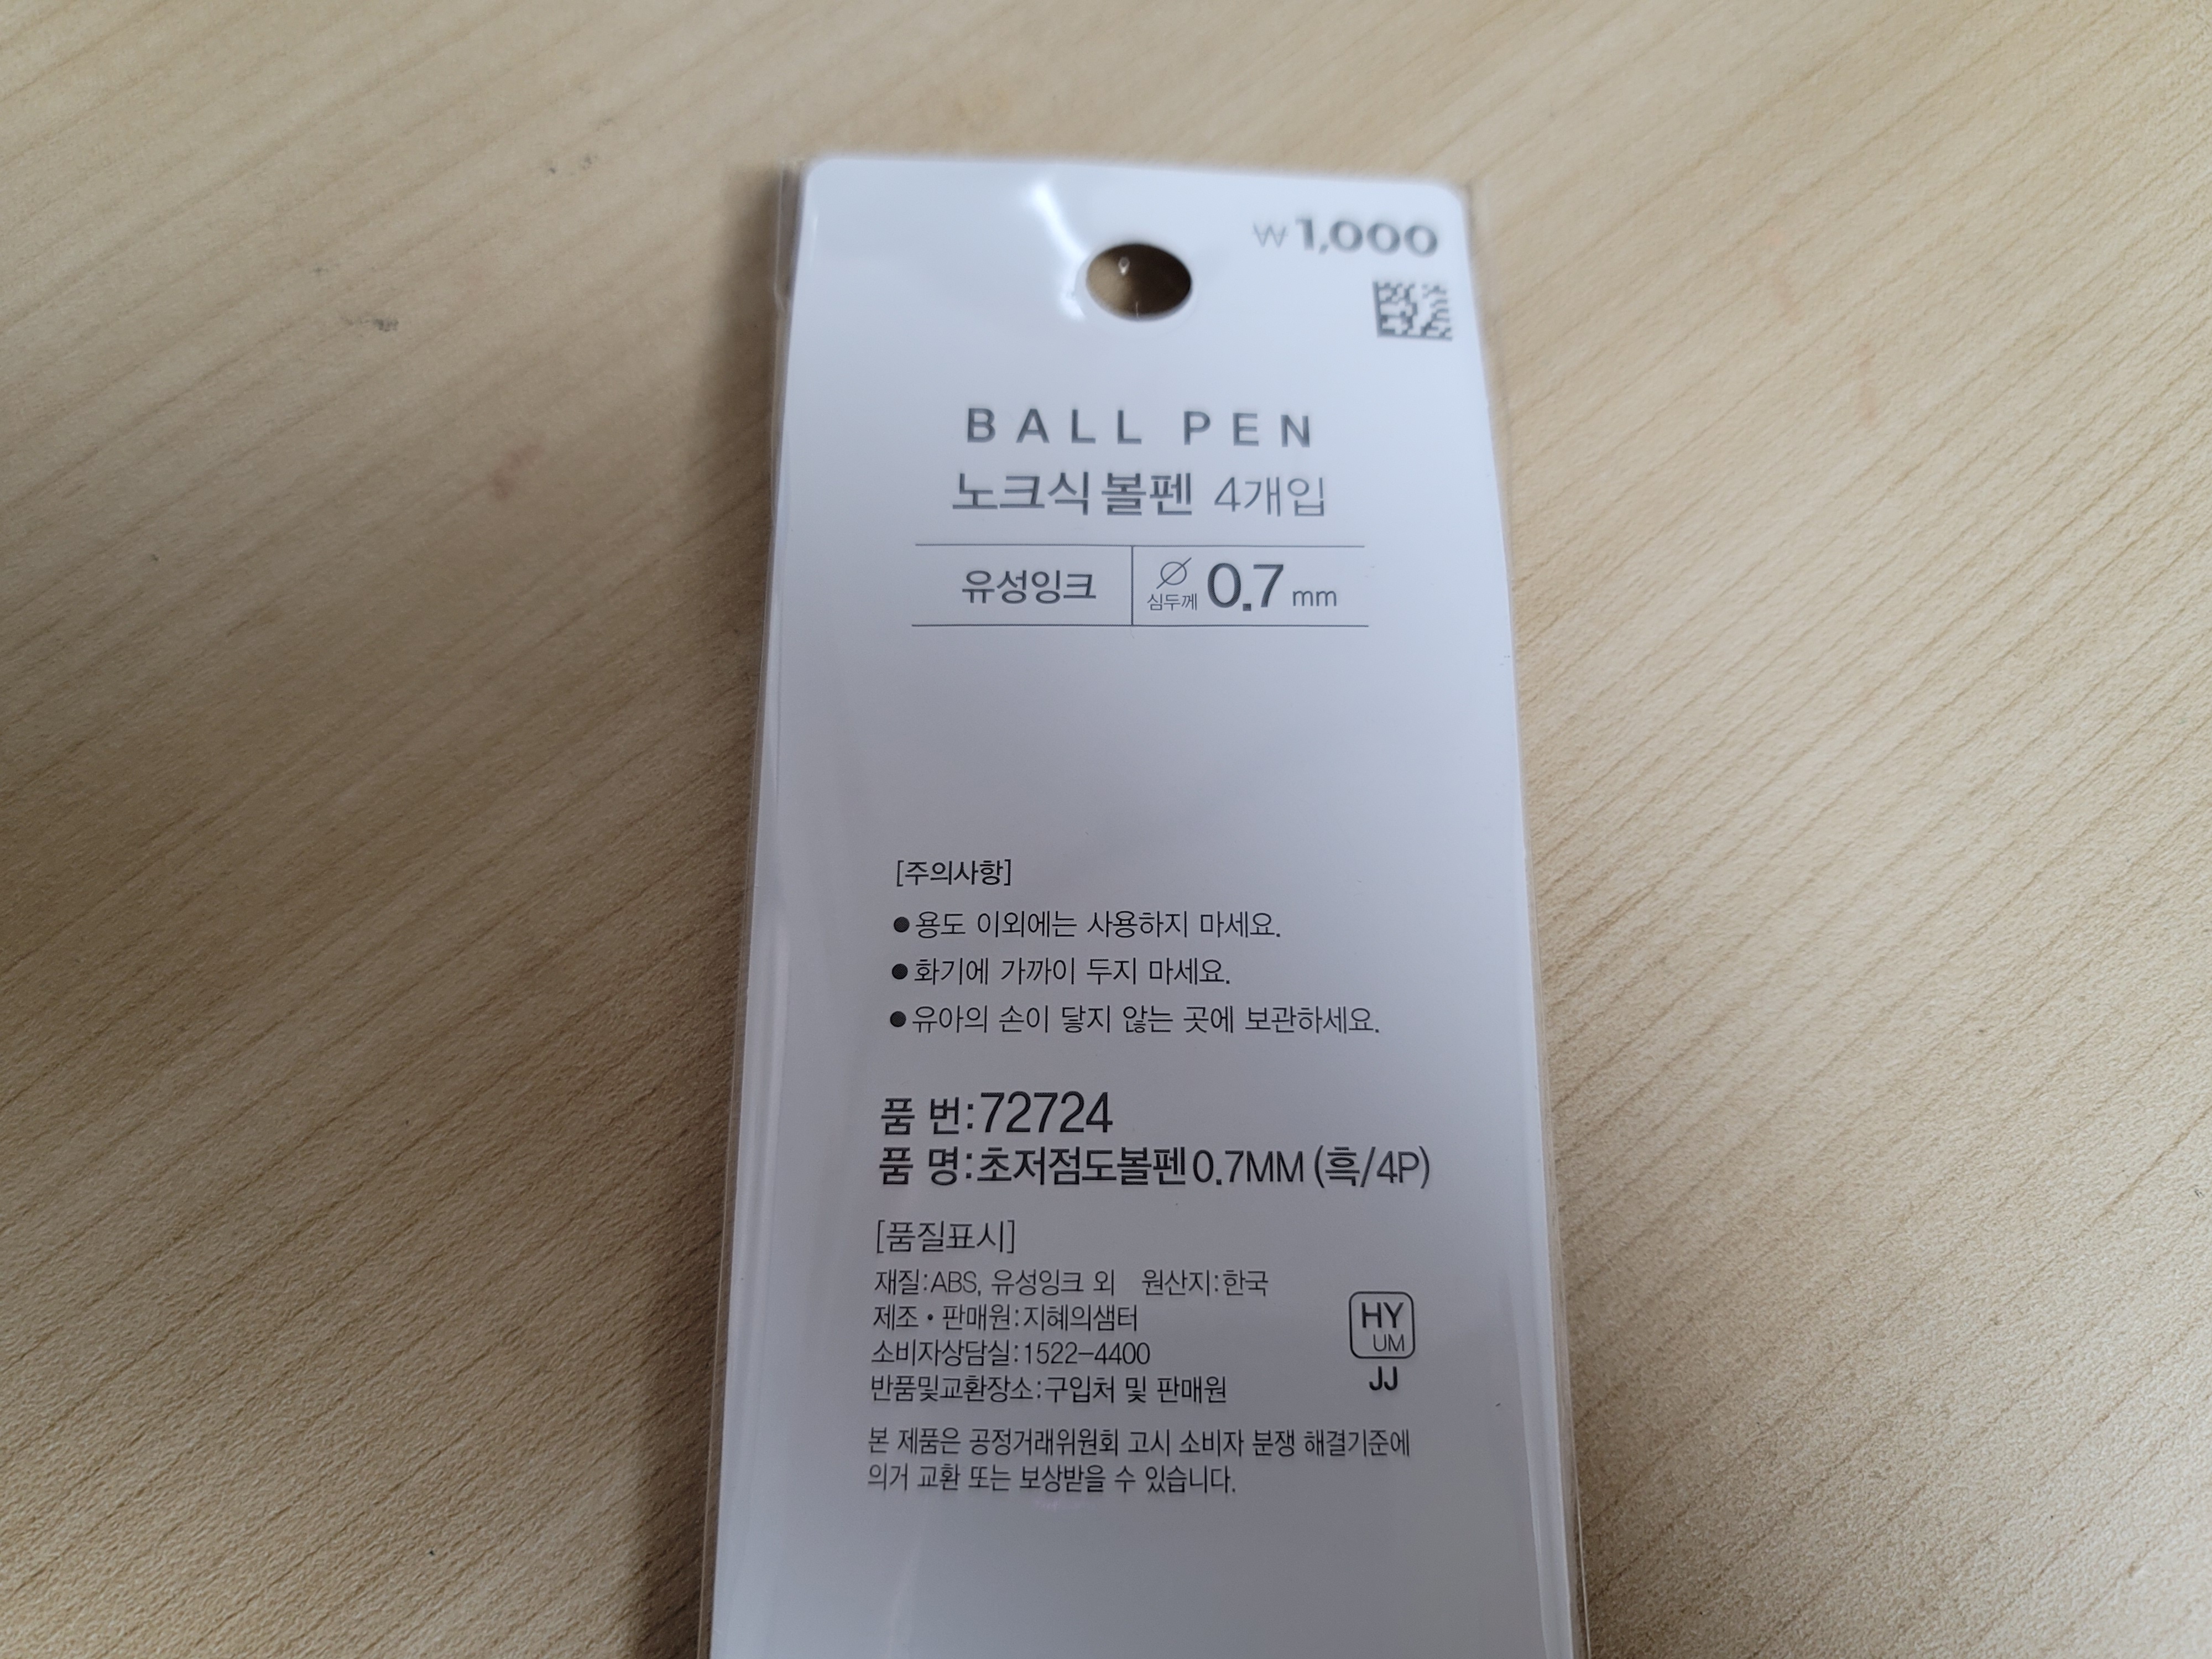 ₩1,000
BALL PEN
노크식 볼펜 4개입
유성잉크 Ø 심두께 0.7 mm
[주의사항]
●용도 이외에는 사용하지 마세요.
●화기에 가까이 두지 마세요.
●유아의 손이 닿지 않는 곳에 보관하세요.
품 번:72724
품 명:초저점도볼펜0.7MM (흑/4P)
[품질표시]
재질:ABS, 유성잉크 외 원산지:한국
제조・판매원:지혜의샘터
소비자상담실:1522-4400
반품및교환장소:구입처 및 판매원
HY
UM
JJ
본 제품은 공정거래위원회 고시 소비자 분쟁 해결기준에
의거 교환 또는 보상받을 수 있습니다.